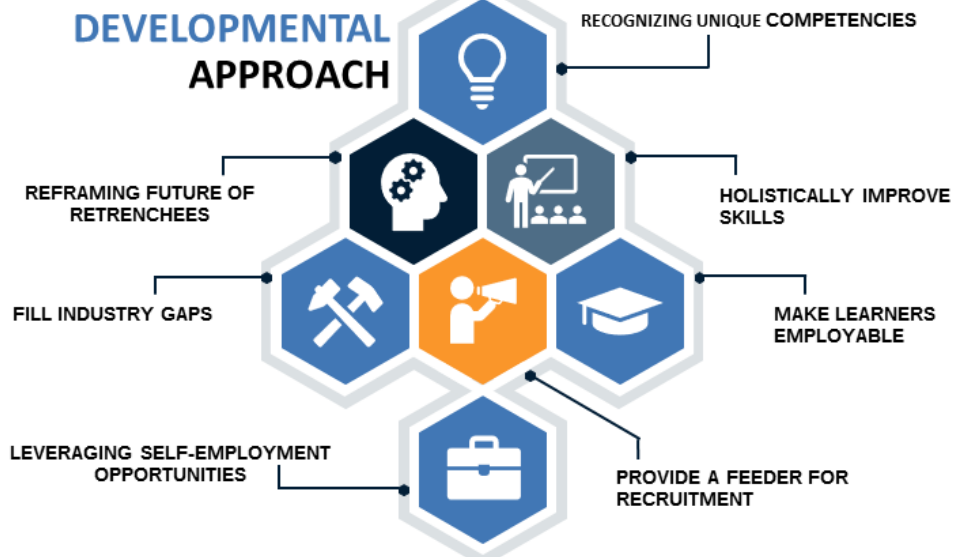 DEVELOPMENTAL
APPROACH
RECOGNIZING UNIQUE COMPETENCIES
REFRAMING FUTURE OF
RETRENCHEES
HOLISTICALLY IMPROVE
SKILLS
FILL INDUSTRY GAPS
MAKE LEARNERS
EMPLOYABLE
LEVERAGING SELF-EMPLOYMENT
OPPORTUNITIES
PROVIDE A FEEDER FOR
RECRUITMENT